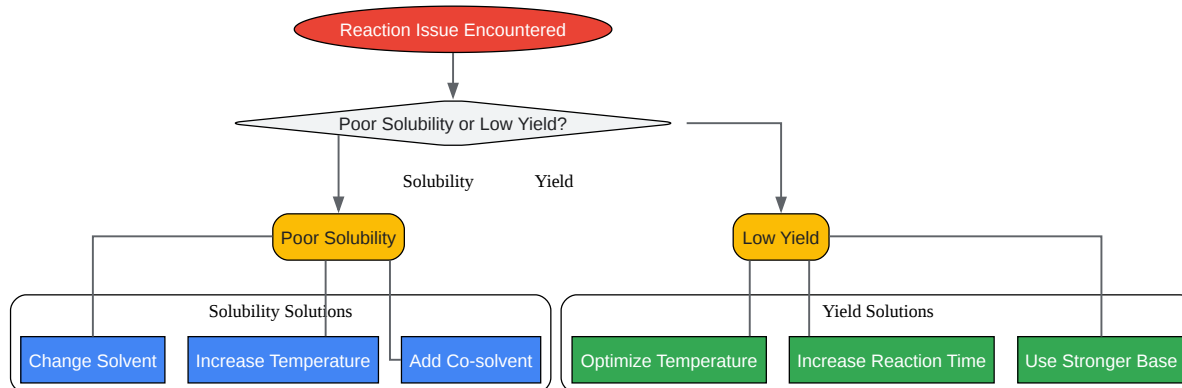 Reaction Issue Encountered
Poor Solubility or Low Yield?
Solubility
Yield
Poor Solubility
Low Yield
Solubility Solutions
Yield Solutions
Change Solvent
Increase Temperature
Add Co-solvent
Optimize Temperature
Increase Reaction Time
Use Stronger Base